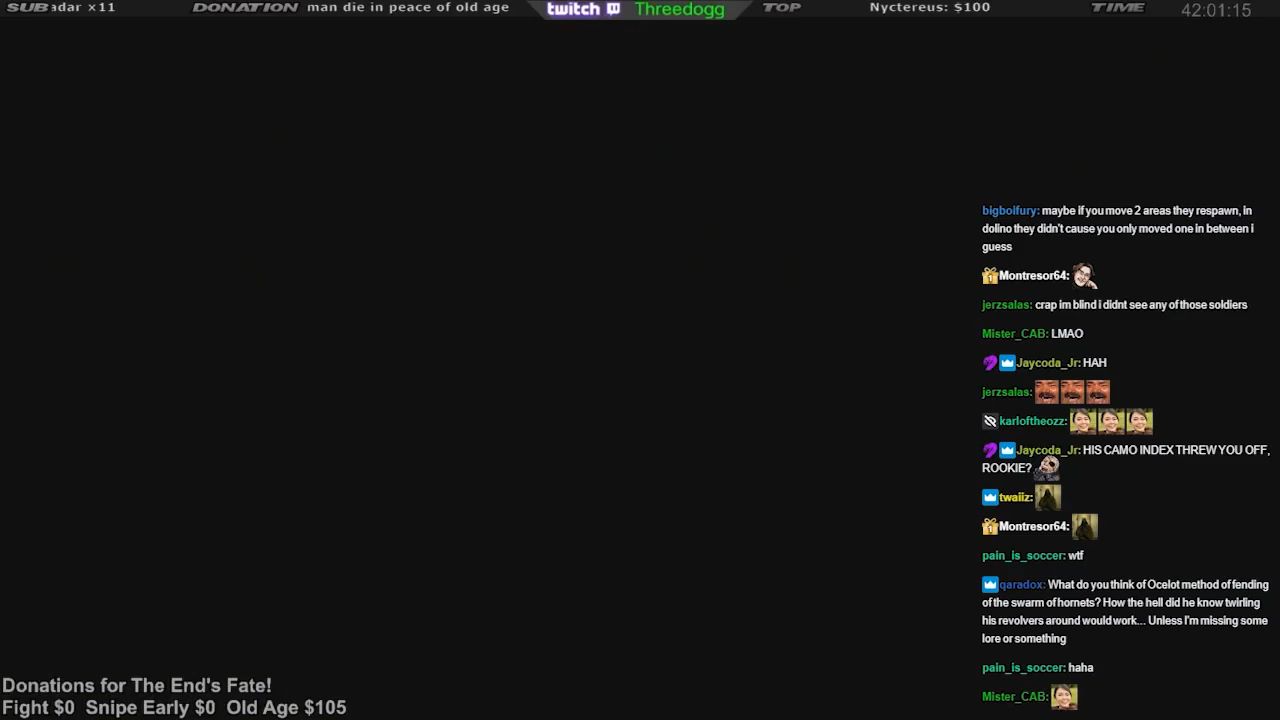 SUB adar x11 DONATION man die in peace of old age twitch Threedogg TOP Nyctereus: $100 TIME 42:01:15
bigboifury: maybe if you move 2 areas they respawn, in
dolino they didn't cause you only moved one in between i
guess
Montresor64:
jerzsalas: crap im blind i didnt see any of those soldiers
Mister_CAB: LMAO
Jaycoda_Jr: HAH
jerzsalas:
karloftheozz:
Jaycoda_Jr: HIS CAMO INDEX THREW YOU OFF,
ROOKIE?
twaiiz:
Montresor64:
pain_is_soccer: wtf
qaradox: What do you think of Ocelot method of fending
of the swarm of hornets? How the hell did he know twirling
his revolvers around would work... Unless I'm missing some
lore or something
pain_is_soccer: haha
Mister_CAB:
Donations for The End's Fate!
Fight $0 Snipe Early $0 Old Age $105